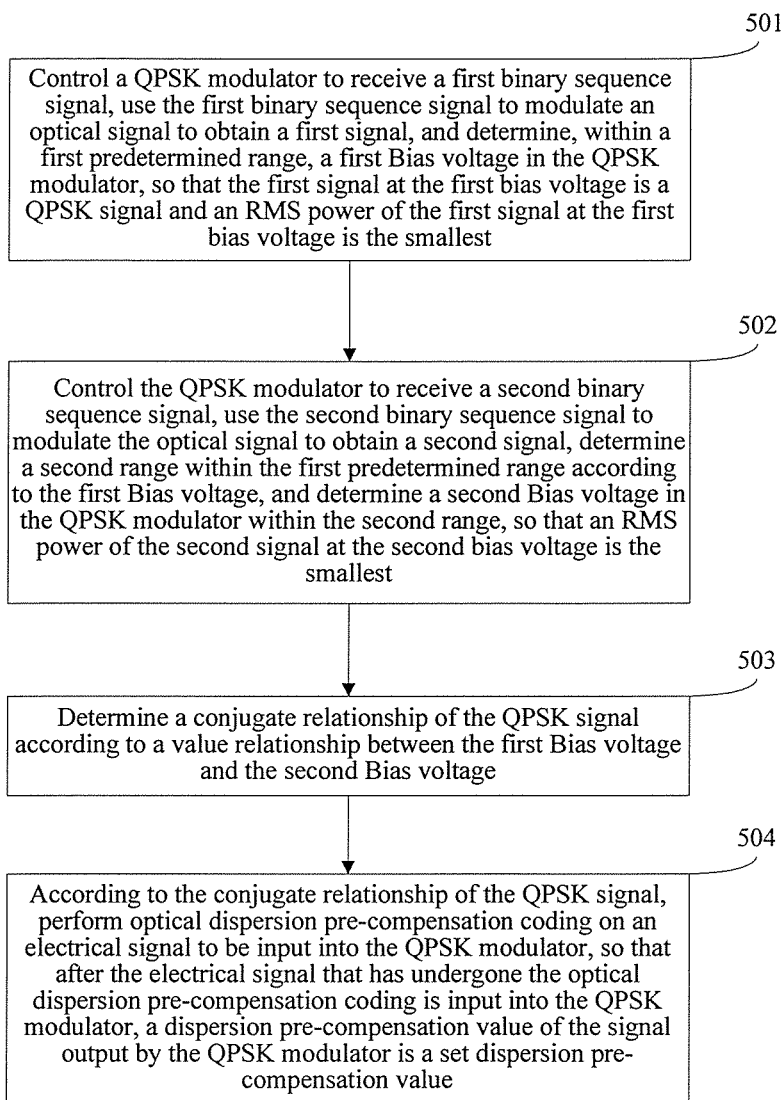 501
Control a QPSK modulator to receive a first binary sequence
signal, use the first binary sequence signal to modulate an
optical signal to obtain a first signal, and determine, within a
first predetermined range, a first Bias voltage in the QPSK
modulator, so that the first signal at the first bias voltage is a
QPSK signal and an RMS power of the first signal at the first
bias voltage is the smallest
502
Control the QPSK modulator to receive a second binary
sequence signal, use the second binary sequence signal to
modulate the optical signal to obtain a second signal, determine
a second range within the first predetermined range according
to the first Bias voltage, and determine a second Bias voltage in
the QPSK modulator within the second range, so that an RMS
power of the second signal at the second bias voltage is the
smallest
503
Determine a conjugate relationship of the QPSK signal
according to a value relationship between the first Bias voltage
and the second Bias voltage
504
According to the conjugate relationship of the QPSK signal,
perform optical dispersion pre-compensation coding on an
electrical signal to be input into the QPSK modulator, so that
after the electrical signal that has undergone the optical
dispersion pre-compensation coding is input into the QPSK
modulator, a dispersion pre-compensation value of the signal
output by the QPSK modulator is a set dispersion pre-
compensation value